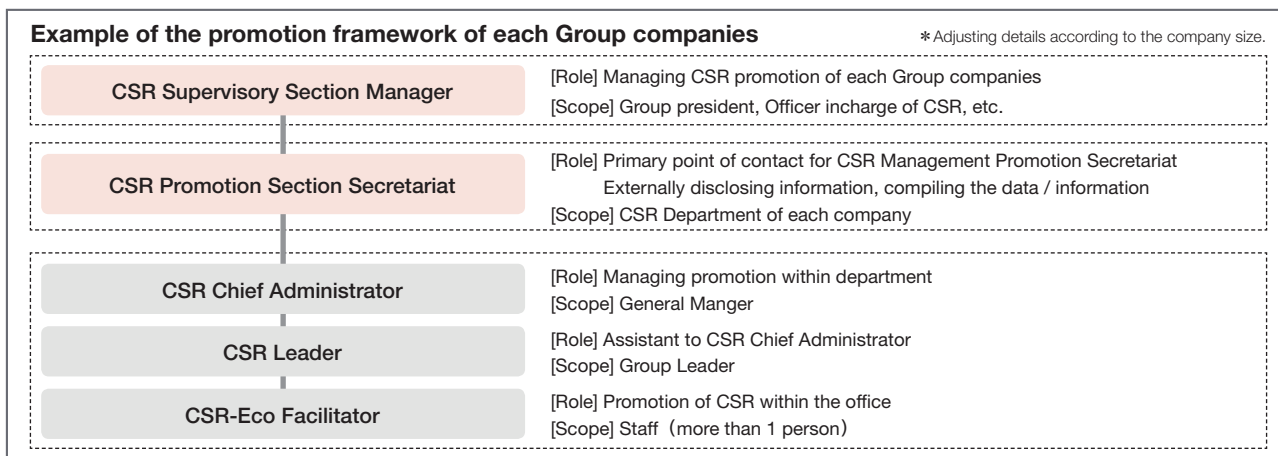 Example of the promotion framework of each Group companies
*Adjusting details according to the company size.
CSR Supervisory Section Manager
[Role] Managing CSR promotion of each Group companies
[Scope] Group president, Officer incharge of CSR, etc.
CSR Promotion Section Secretariat
[Role] Primary point of contact for CSR Management Promotion Secretariat
Externally disclosing information, compiling the data / information
[Scope] CSR Department of each company
CSR Chief Administrator
[Role] Managing promotion within department
[Scope] General Manger
CSR Leader
[Role] Assistant to CSR Chief Administrator
[Scope] Group Leader
CSR-Eco Facilitator
[Role] Promotion of CSR within the office
[Scope] Staff（more than 1 person）